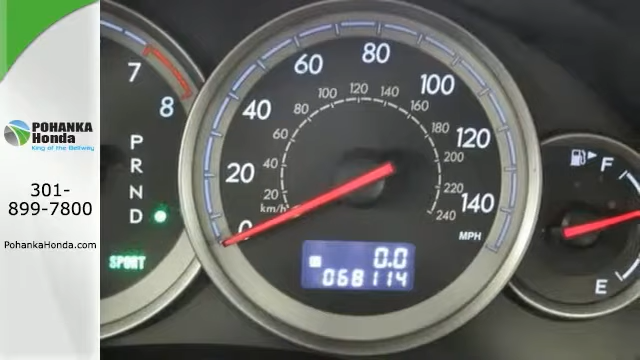 POHANKA
Honda
King of the Beltway
301-
899-7800
PohankaHonda.com
7
8
P
R
N
D
SPORT
0
20
40
60
80
100
120
140
MPH
km/h
20
40
60
80
100
120
140
160
180
200
220
240
0.0
068114
F
E